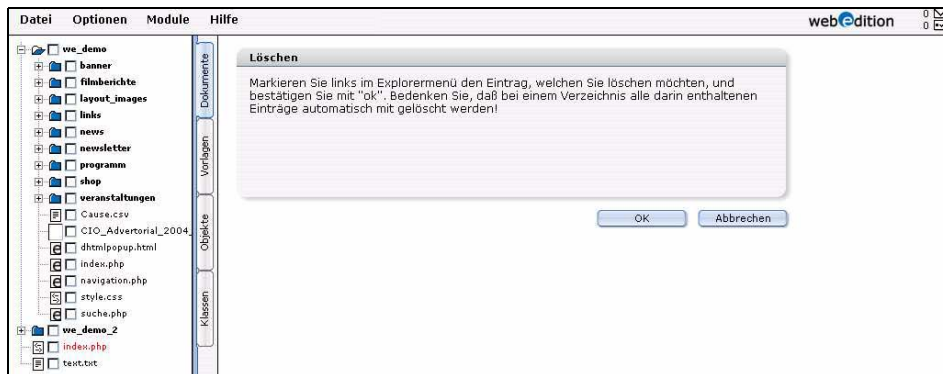 Datei Optionen Module Hilfe
webEdition
0
0
we_demo
banner
filmberichte
layout_images
links
news
newsletter
programm
shop
veranstaltungen
Cause.csv
CIO_Advertorial_2004_
dhtmlpopup.html
index.php
navigation.php
style.css
suche.php
we_demo_2
index.php
text.txt
Dokumente
Vorlagen
Objekte
Klassen
Löschen
Markieren Sie links im Explorermenü den Eintrag, welchen Sie löschen möchten, und
bestätigen Sie mit "ok". Bedenken Sie, daß bei einem Verzeichnis alle darin enthaltenen
Einträge automatisch mit gelöscht werden!
OK Abbrechen